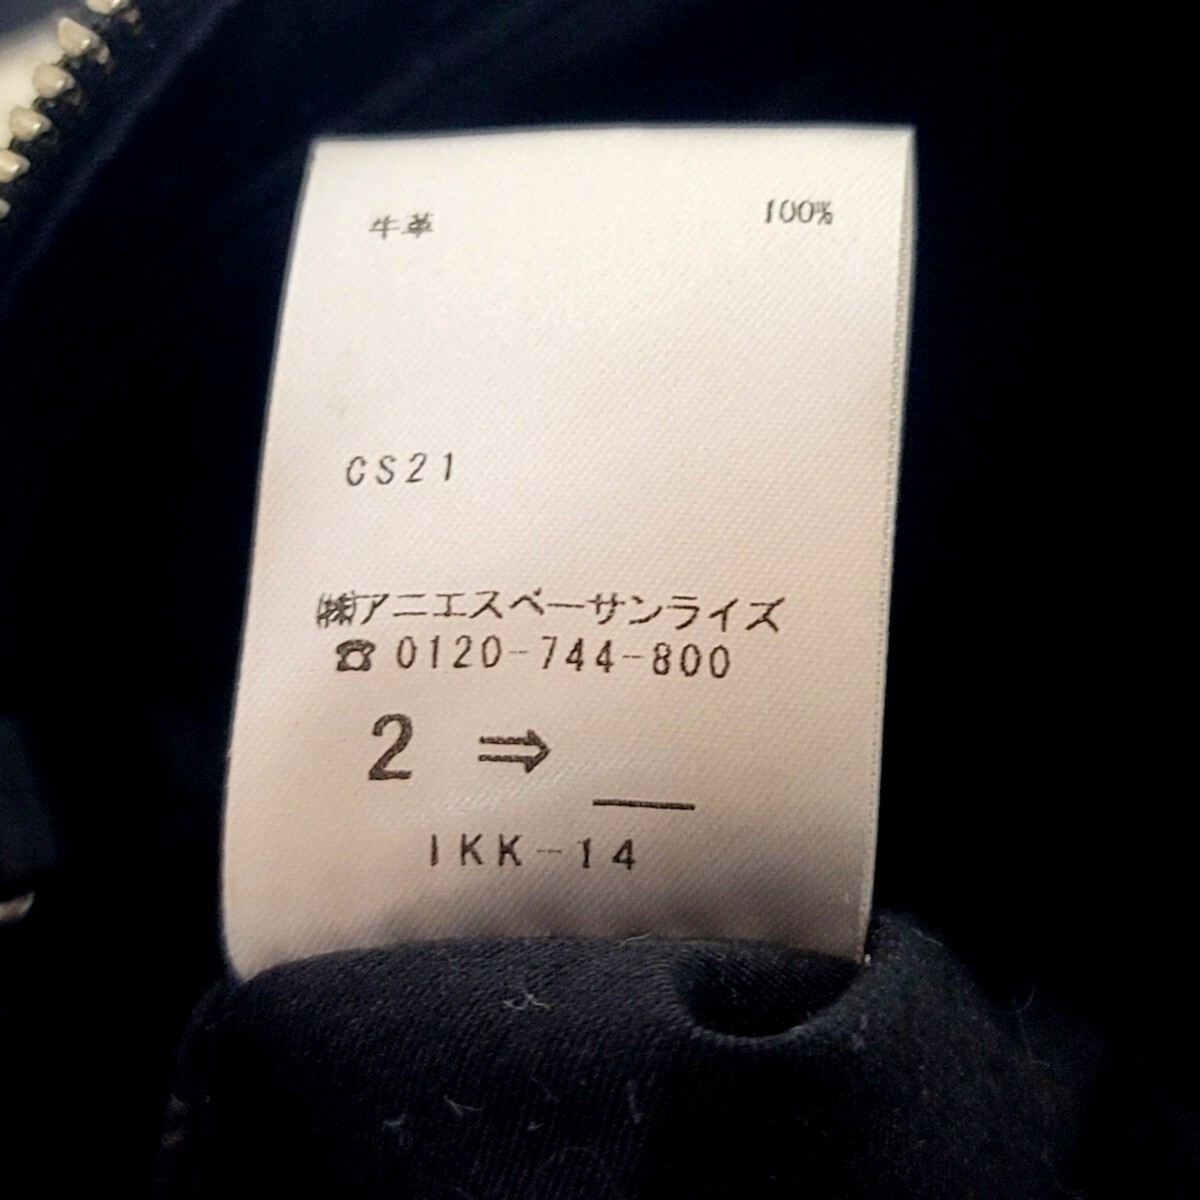 牛革 100%
CS21
㈱アニエスベーサンライズ
☎0120-744-800
2 ⇒ __
IKK-14